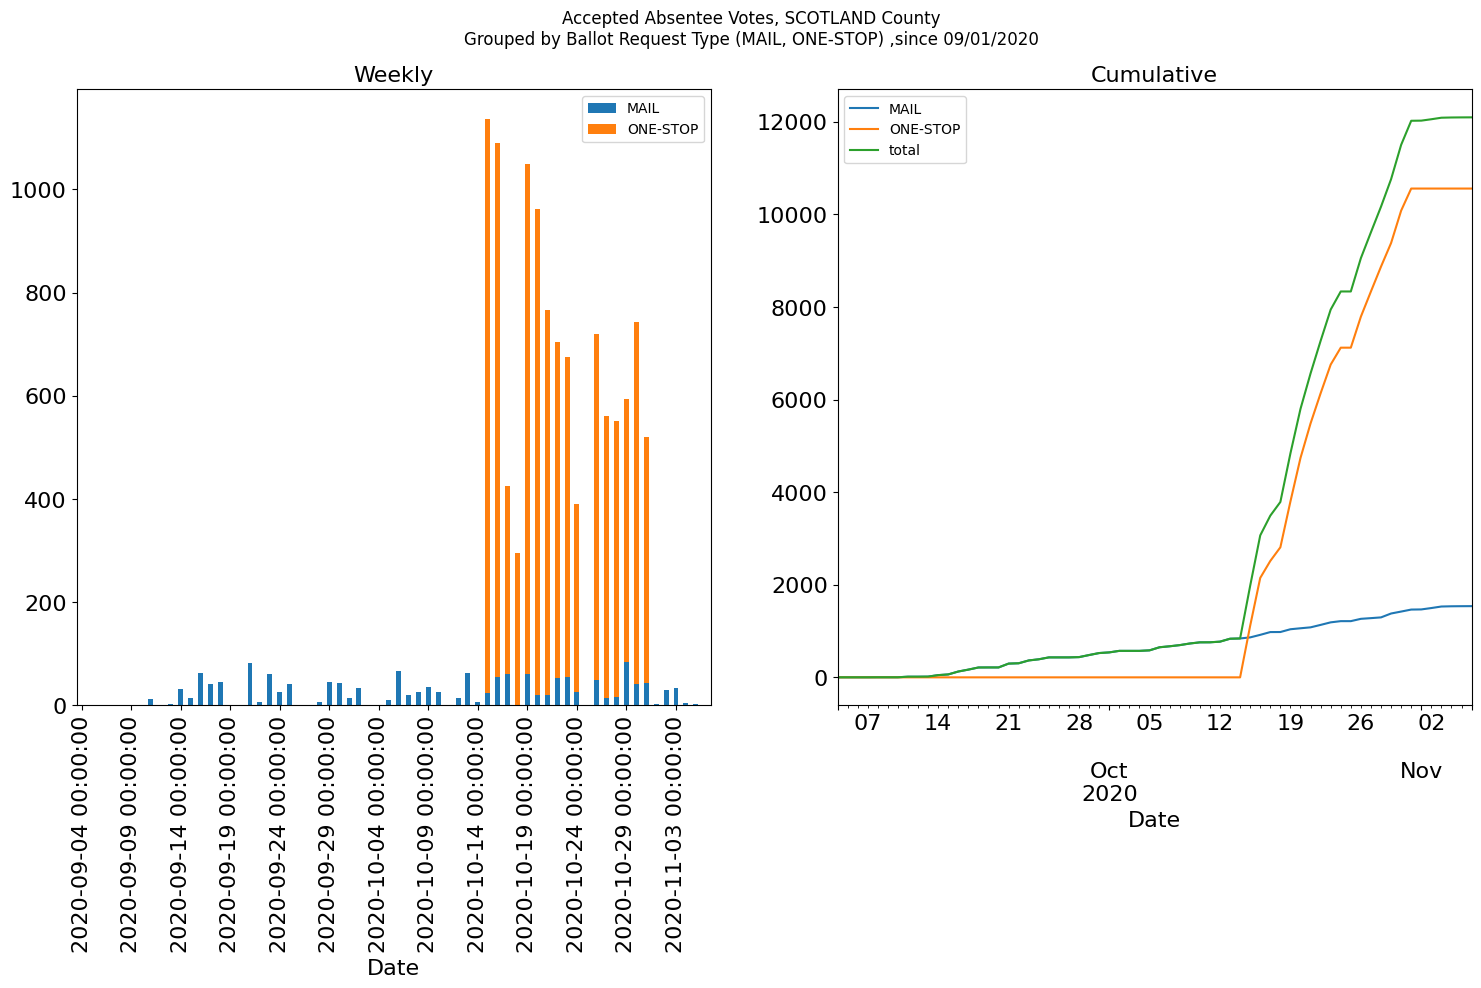 Accepted Absentee Votes, SCOTLAND County
Grouped by Ballot Request Type (MAIL, ONE-STOP) ,since 09/01/2020
Weekly
MAIL
ONE-STOP
1000
800
600
400
200
0
2020-09-04 00:00:00
2020-09-09 00:00:00
2020-09-14 00:00:00
2020-09-19 00:00:00
2020-09-24 00:00:00
2020-09-29 00:00:00
2020-10-04 00:00:00
2020-10-09 00:00:00
2020-10-14 00:00:00
2020-10-19 00:00:00
2020-10-24 00:00:00
2020-10-29 00:00:00
2020-11-03 00:00:00
Date
Cumulative
MAIL
ONE-STOP
total
12000
10000
8000
6000
4000
2000
0
07 14 21 28 05 12 19 26 02
Oct Nov
2020
Date